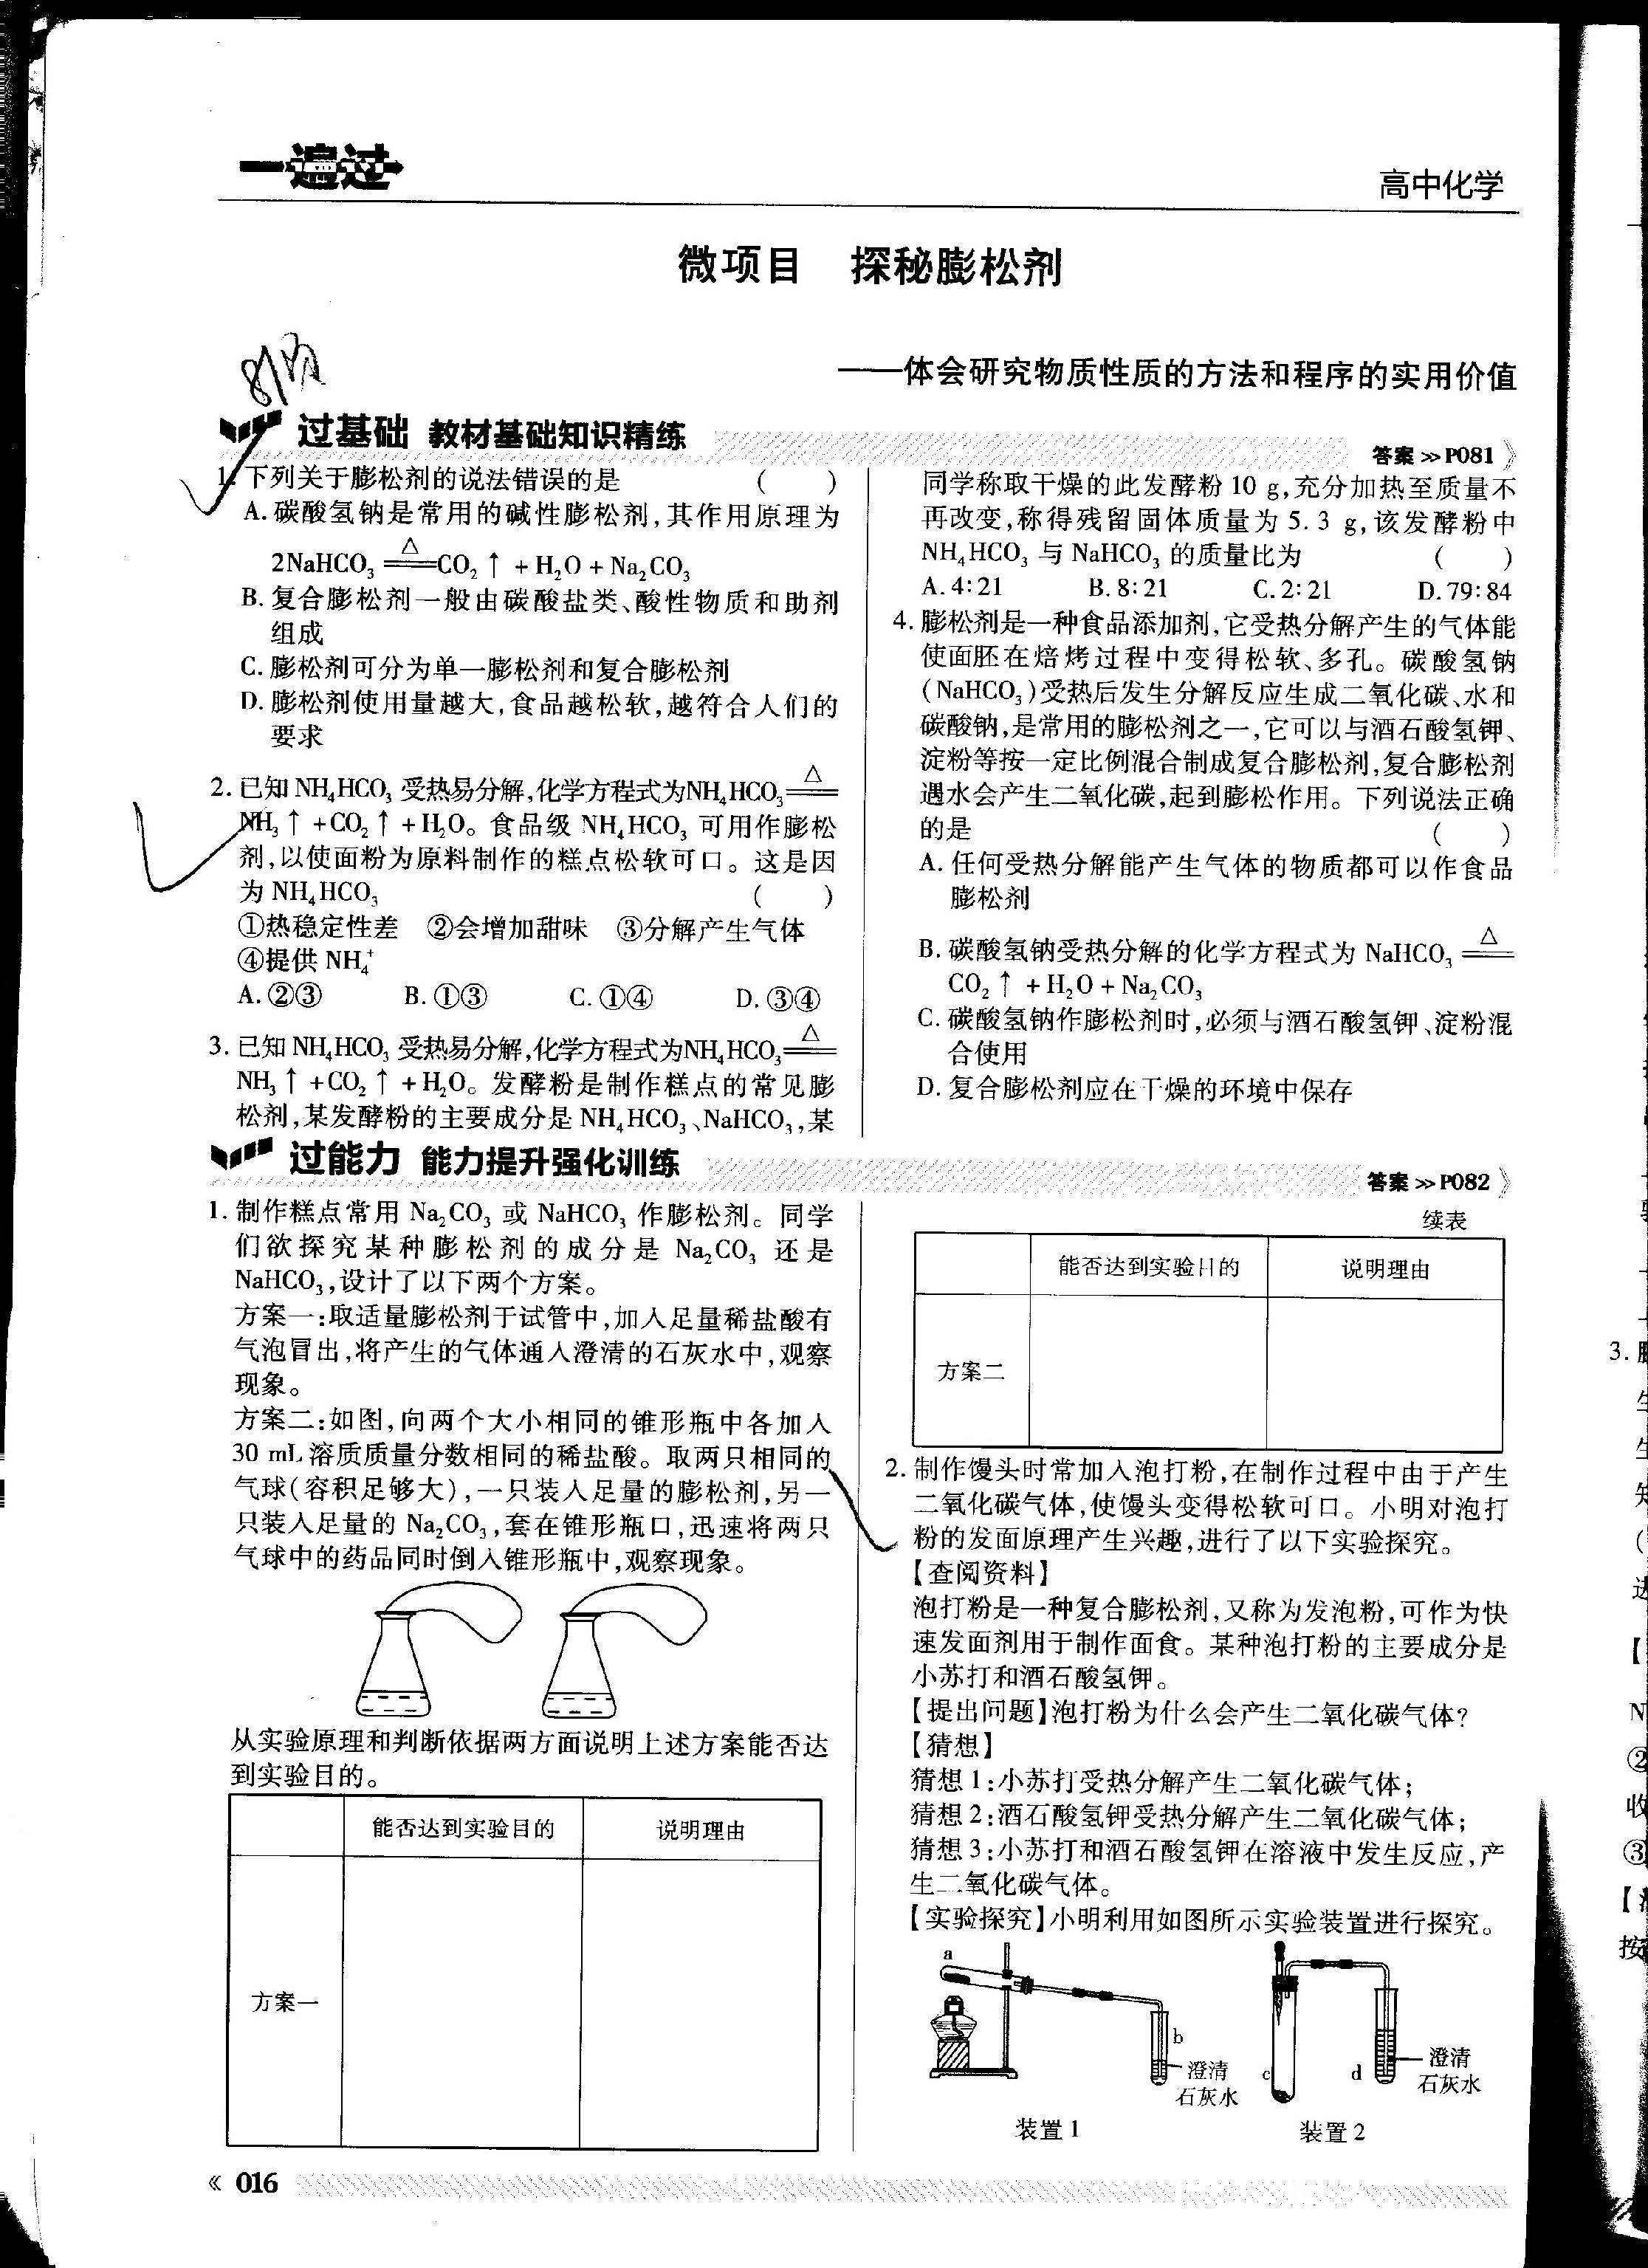 一遍过
高中化学
微项目 探秘膨松剂
——体会研究物质性质的方法和程序的实用价值
过基础 教材基础知识精练
答案>>P081
1. 下列关于膨松剂的说法错误的是 ( )
A. 碳酸氢钠是常用的碱性膨松剂,其作用原理为
2NaHCO₃ ══△══ CO₂↑ + H₂O + Na₂CO₃
B. 复合膨松剂一般由碳酸盐类、酸性物质和助剂
组成
C. 膨松剂可分为单一膨松剂和复合膨松剂
D. 膨松剂使用量越大,食品越松软,越符合人们的
要求
2. 已知 NH₄HCO₃ 受热易分解,化学方程式为NH₄HCO₃ ══△══
NH₃↑ +CO₂↑ +H₂O。食品级 NH₄HCO₃ 可用作膨松
剂,以使面粉为原料制作的糕点松软可口。这是因
为 NH₄HCO₃ ( )
①热稳定性差 ②会增加甜味 ③分解产生气体
④提供 NH₄⁺
A. ②③ B. ①③ C. ①④ D. ③④
3. 已知 NH₄HCO₃ 受热易分解,化学方程式为NH₄HCO₃ ══△══
NH₃↑ +CO₂↑ +H₂O。发酵粉是制作糕点的常见膨
松剂,某发酵粉的主要成分是 NH₄HCO₃、NaHCO₃,某
同学称取干燥的此发酵粉 10 g,充分加热至质量不
再改变,称得残留固体质量为 5.3 g,该发酵粉中
NH₄HCO₃ 与 NaHCO₃ 的质量比为 ( )
A. 4∶21 B. 8∶21 C. 2∶21 D. 79∶84
4. 膨松剂是一种食品添加剂,它受热分解产生的气体能
使面胚在焙烤过程中变得松软、多孔。碳酸氢钠
(NaHCO₃)受热后发生分解反应生成二氧化碳、水和
碳酸钠,是常用的膨松剂之一,它可以与酒石酸氢钾、
淀粉等按一定比例混合制成复合膨松剂,复合膨松剂
遇水会产生二氧化碳,起到膨松作用。下列说法正确
的是 ( )
A. 任何受热分解能产生气体的物质都可以作食品
膨松剂
B. 碳酸氢钠受热分解的化学方程式为 NaHCO₃ ══△══
CO₂↑ + H₂O + Na₂CO₃
C. 碳酸氢钠作膨松剂时,必须与酒石酸氢钾、淀粉混
合使用
D. 复合膨松剂应在干燥的环境中保存
过能力 能力提升强化训练
答案>>P082
1. 制作糕点常用 Na₂CO₃ 或 NaHCO₃ 作膨松剂。同学
们欲探究某种膨松剂的成分是 Na₂CO₃ 还是
NaHCO₃,设计了以下两个方案。
方案一:取适量膨松剂于试管中,加入足量稀盐酸有
气泡冒出,将产生的气体通入澄清的石灰水中,观察
现象。
方案二:如图,向两个大小相同的锥形瓶中各加入
30 mL 溶质质量分数相同的稀盐酸。取两只相同的
气球(容积足够大),一只装入足量的膨松剂,另一
只装入足量的 Na₂CO₃,套在锥形瓶口,迅速将两只
气球中的药品同时倒入锥形瓶中,观察现象。
从实验原理和判断依据两方面说明上述方案能否达
到实验目的。
能否达到实验目的 说明理由
方案一
续表
能否达到实验目的 说明理由
方案二
2. 制作馒头时常加入泡打粉,在制作过程中由于产生
二氧化碳气体,使馒头变得松软可口。小明对泡打
粉的发面原理产生兴趣,进行了以下实验探究。
【查阅资料】
泡打粉是一种复合膨松剂,又称为发泡粉,可作为快
速发面剂用于制作面食。某种泡打粉的主要成分是
小苏打和酒石酸氢钾。
【提出问题】泡打粉为什么会产生二氧化碳气体?
【猜想】
猜想 1:小苏打受热分解产生二氧化碳气体;
猜想 2:酒石酸氢钾受热分解产生二氧化碳气体;
猜想 3:小苏打和酒石酸氢钾在溶液中发生反应,产
生二氧化碳气体。
【实验探究】小明利用如图所示实验装置进行探究。
a
b
澄清
石灰水
装置 1
c
d
澄清
石灰水
装置 2
« 016
3.
②
③